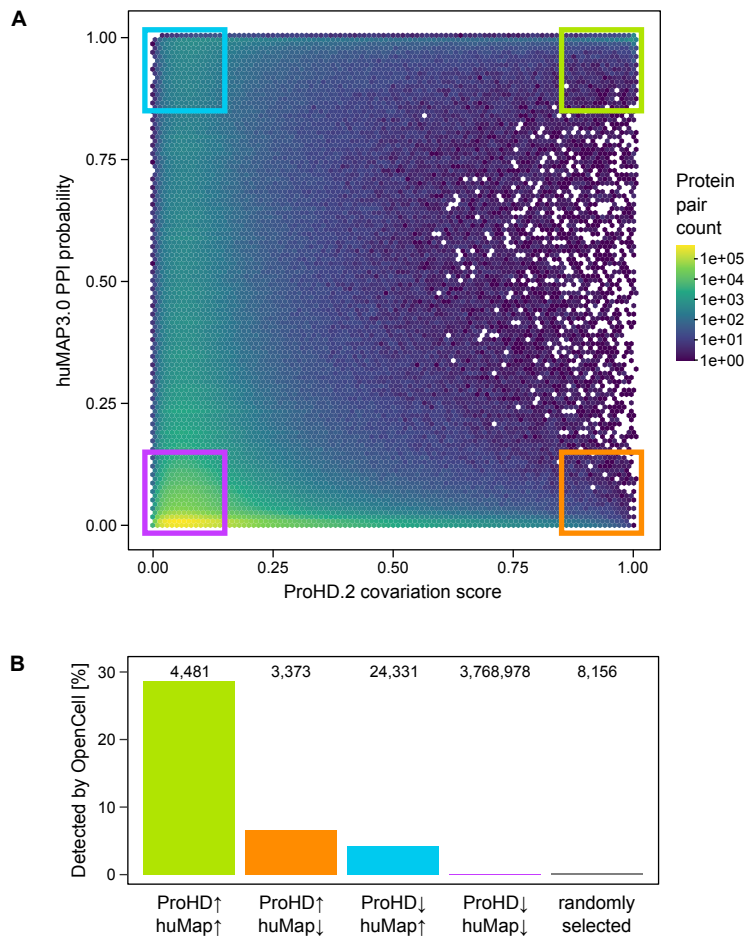 A
1.00
0.75
0.50
0.25
0.00
huMAP3.0 PPI probability
0.00
0.25
0.50
0.75
1.00
ProHD.2 covariation score
Protein
pair
count
1e+05
1e+04
1e+03
1e+02
1e+01
1e+00
B
Detected by OpenCell [%]
30
20
10
0
4,481
3,373
24,331
3,768,978
8,156
ProHD↑
huMap↑
ProHD↑
huMap↓
ProHD↓
huMap↑
ProHD↓
huMap↓
randomly
selected